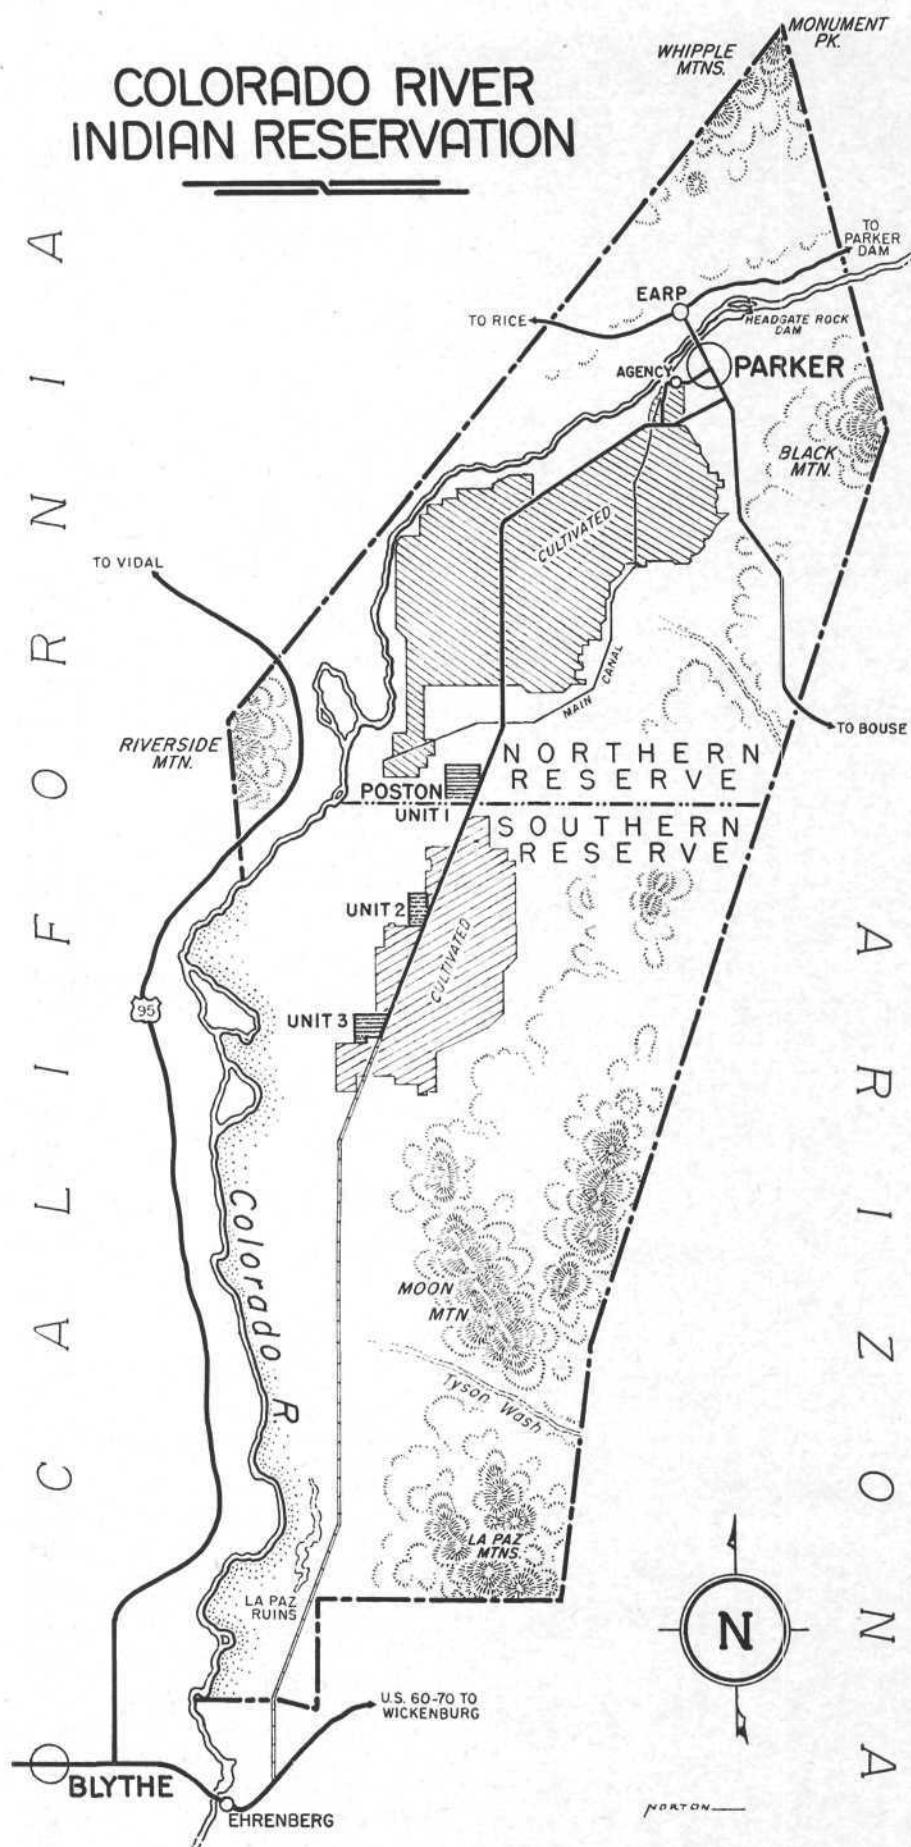 COLORADO RIVER
INDIAN RESERVATION
MONUMENT
PK.
WHIPPLE
MTNS.
TO
PARKER
DAM
EARP
TO RICE
HEADGATE ROCK
DAM
AGENCY
PARKER
BLACK
MTN.
CULTIVATED
TO VIDAL
MAIN CANAL
RIVERSIDE
MTN.
TO BOUSE
NORTHERN
RESERVE
POSTON
UNIT 1
SOUTHERN
RESERVE
UNIT 2
CULTIVATED
95
UNIT 3
CALIFORNIA
ARIZONA
Colorado R.
MOON
MTN
Tyson Wash
LA PAZ
MTNS.
LA PAZ
RUINS
N
U.S. 60-70 TO
WICKENBURG
BLYTHE
EHRENBERG
NORTON